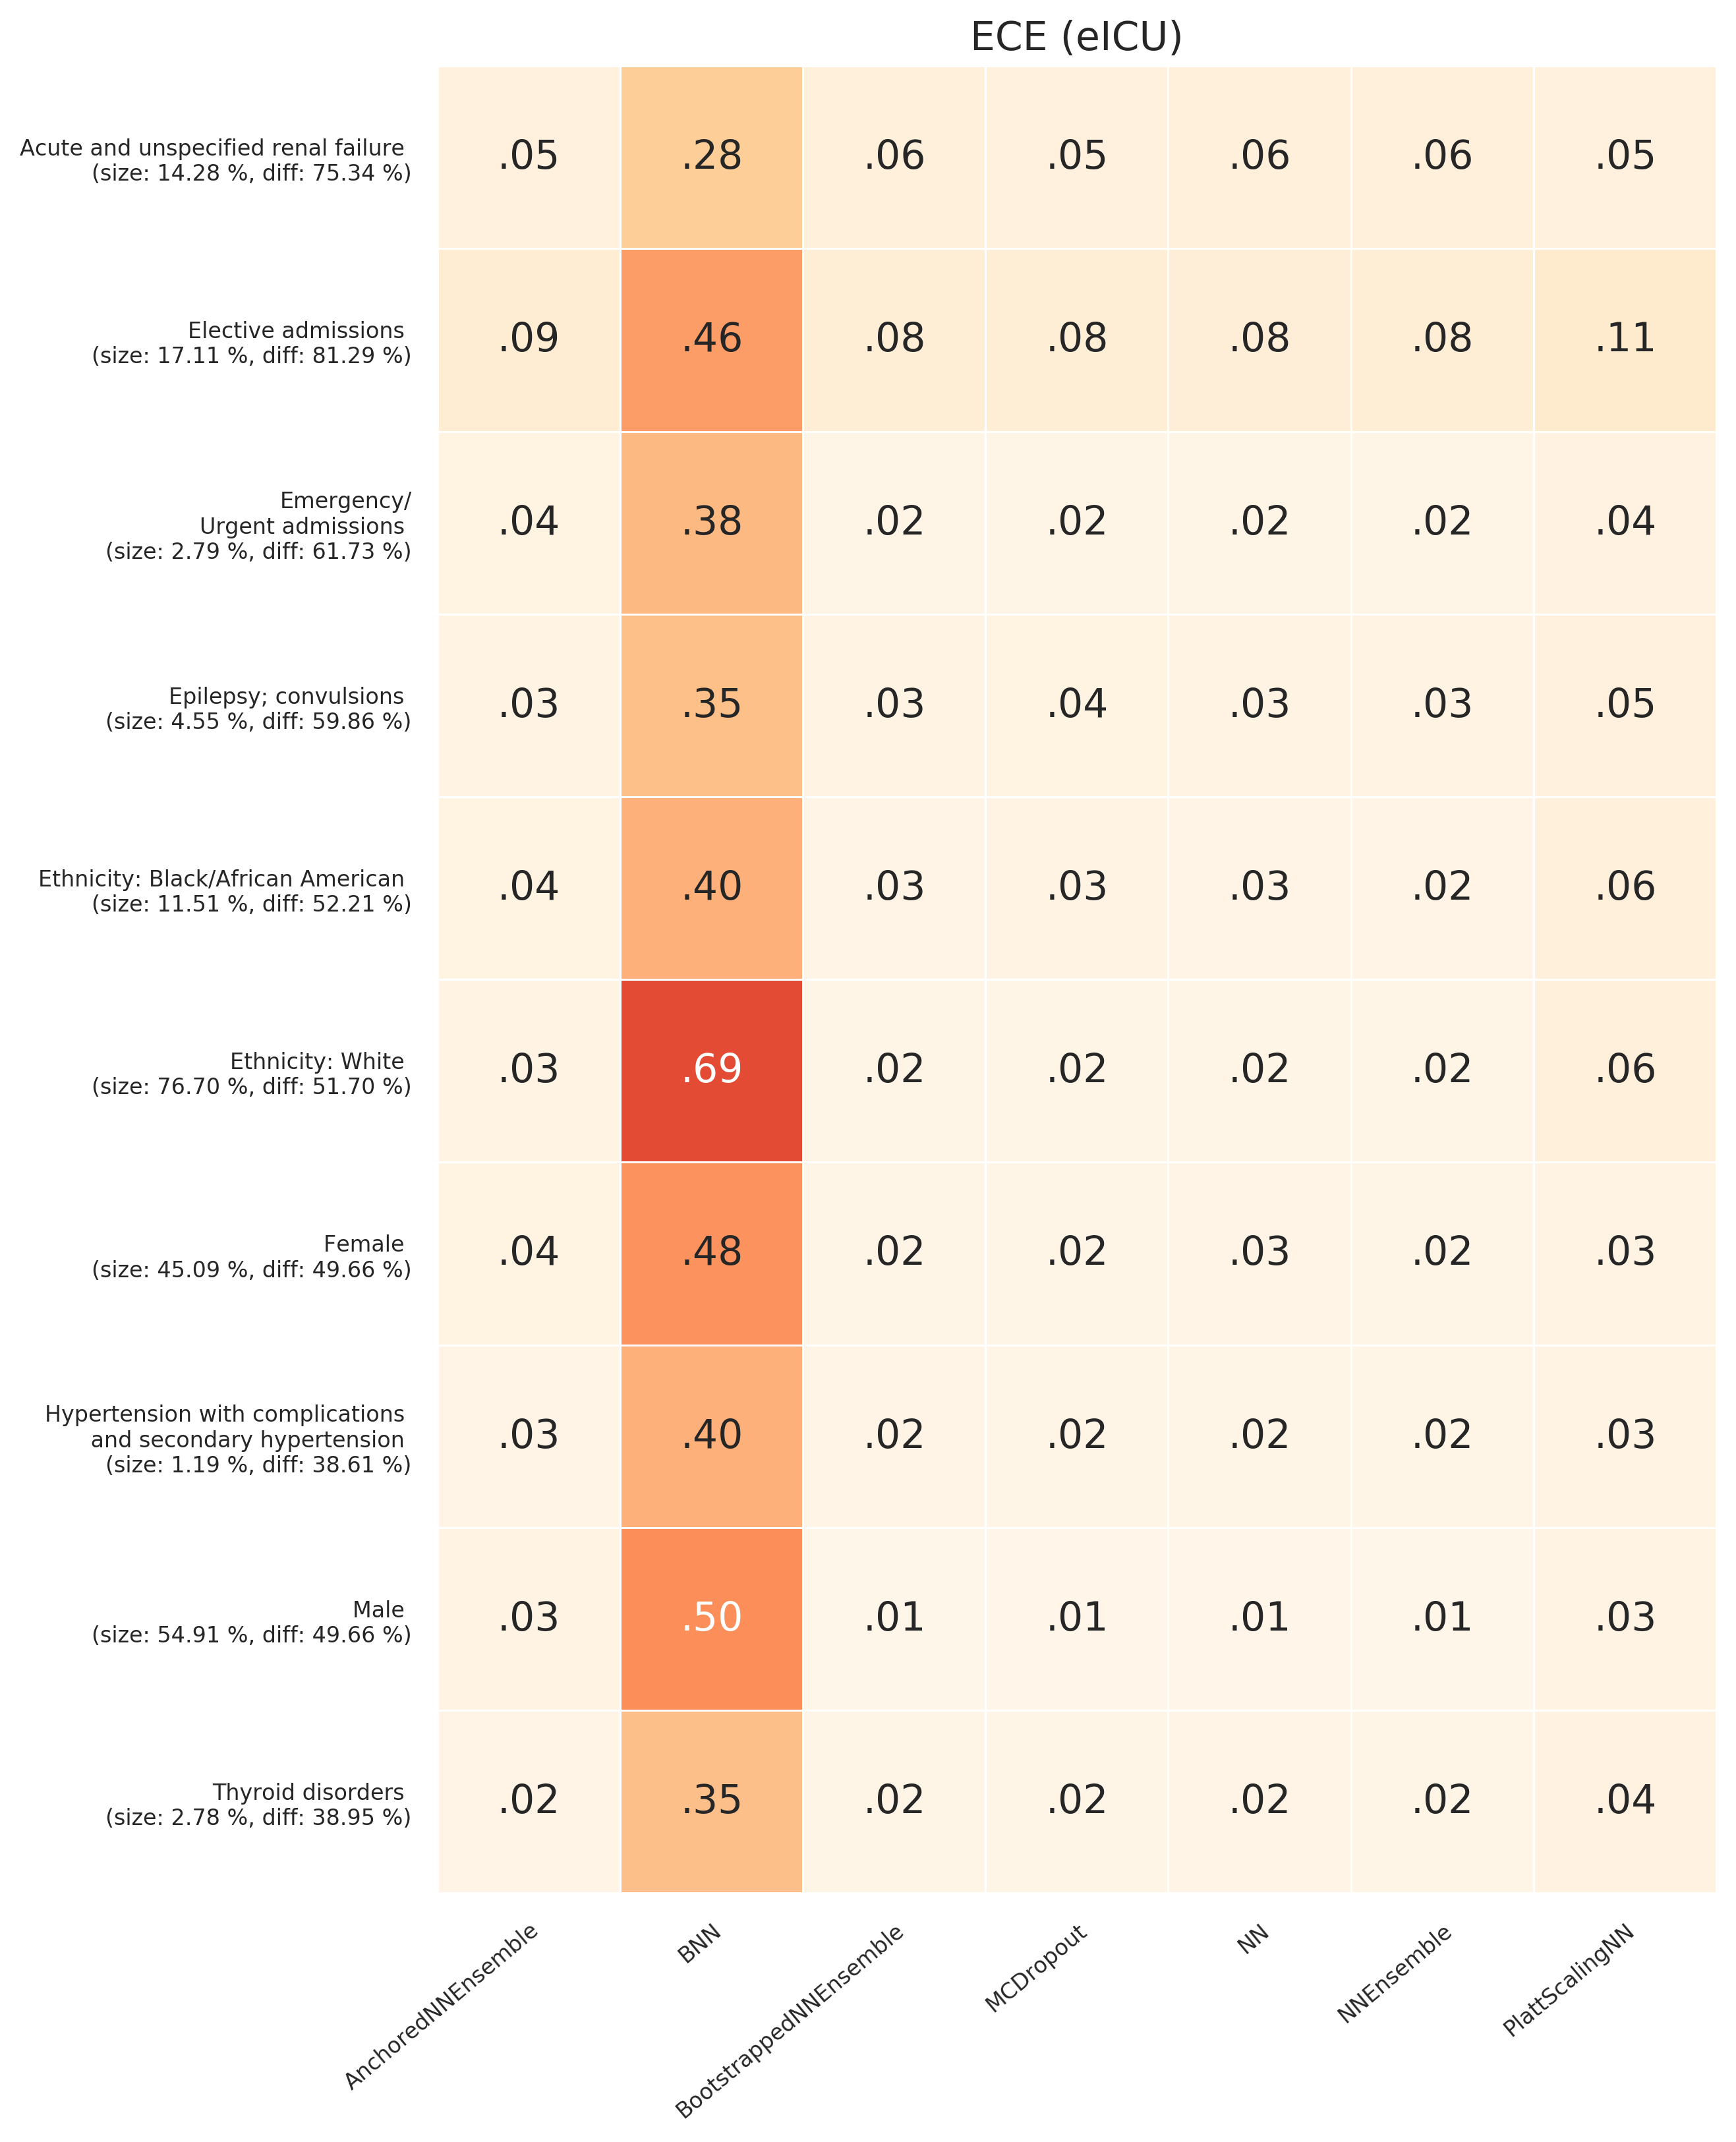 ECE (eICU)
Acute and unspecified renal failure
(size: 14.28 %, diff: 75.34 %)
.05 .28 .06 .05 .06 .06 .05
Elective admissions
(size: 17.11 %, diff: 81.29 %)
.09 .46 .08 .08 .08 .08 .11
Emergency/
Urgent admissions
(size: 2.79 %, diff: 61.73 %)
.04 .38 .02 .02 .02 .02 .04
Epilepsy; convulsions
(size: 4.55 %, diff: 59.86 %)
.03 .35 .03 .04 .03 .03 .05
Ethnicity: Black/African American
(size: 11.51 %, diff: 52.21 %)
.04 .40 .03 .03 .03 .02 .06
Ethnicity: White
(size: 76.70 %, diff: 51.70 %)
.03 .69 .02 .02 .02 .02 .06
Female
(size: 45.09 %, diff: 49.66 %)
.04 .48 .02 .02 .03 .02 .03
Hypertension with complications
and secondary hypertension
(size: 1.19 %, diff: 38.61 %)
.03 .40 .02 .02 .02 .02 .03
Male
(size: 54.91 %, diff: 49.66 %)
.03 .50 .01 .01 .01 .01 .03
Thyroid disorders
(size: 2.78 %, diff: 38.95 %)
.02 .35 .02 .02 .02 .02 .04
AnchoredNNEnsemble
BNN
BootstrappedNNEnsemble
MCDropout
NN
NNEnsemble
PlattScalingNN